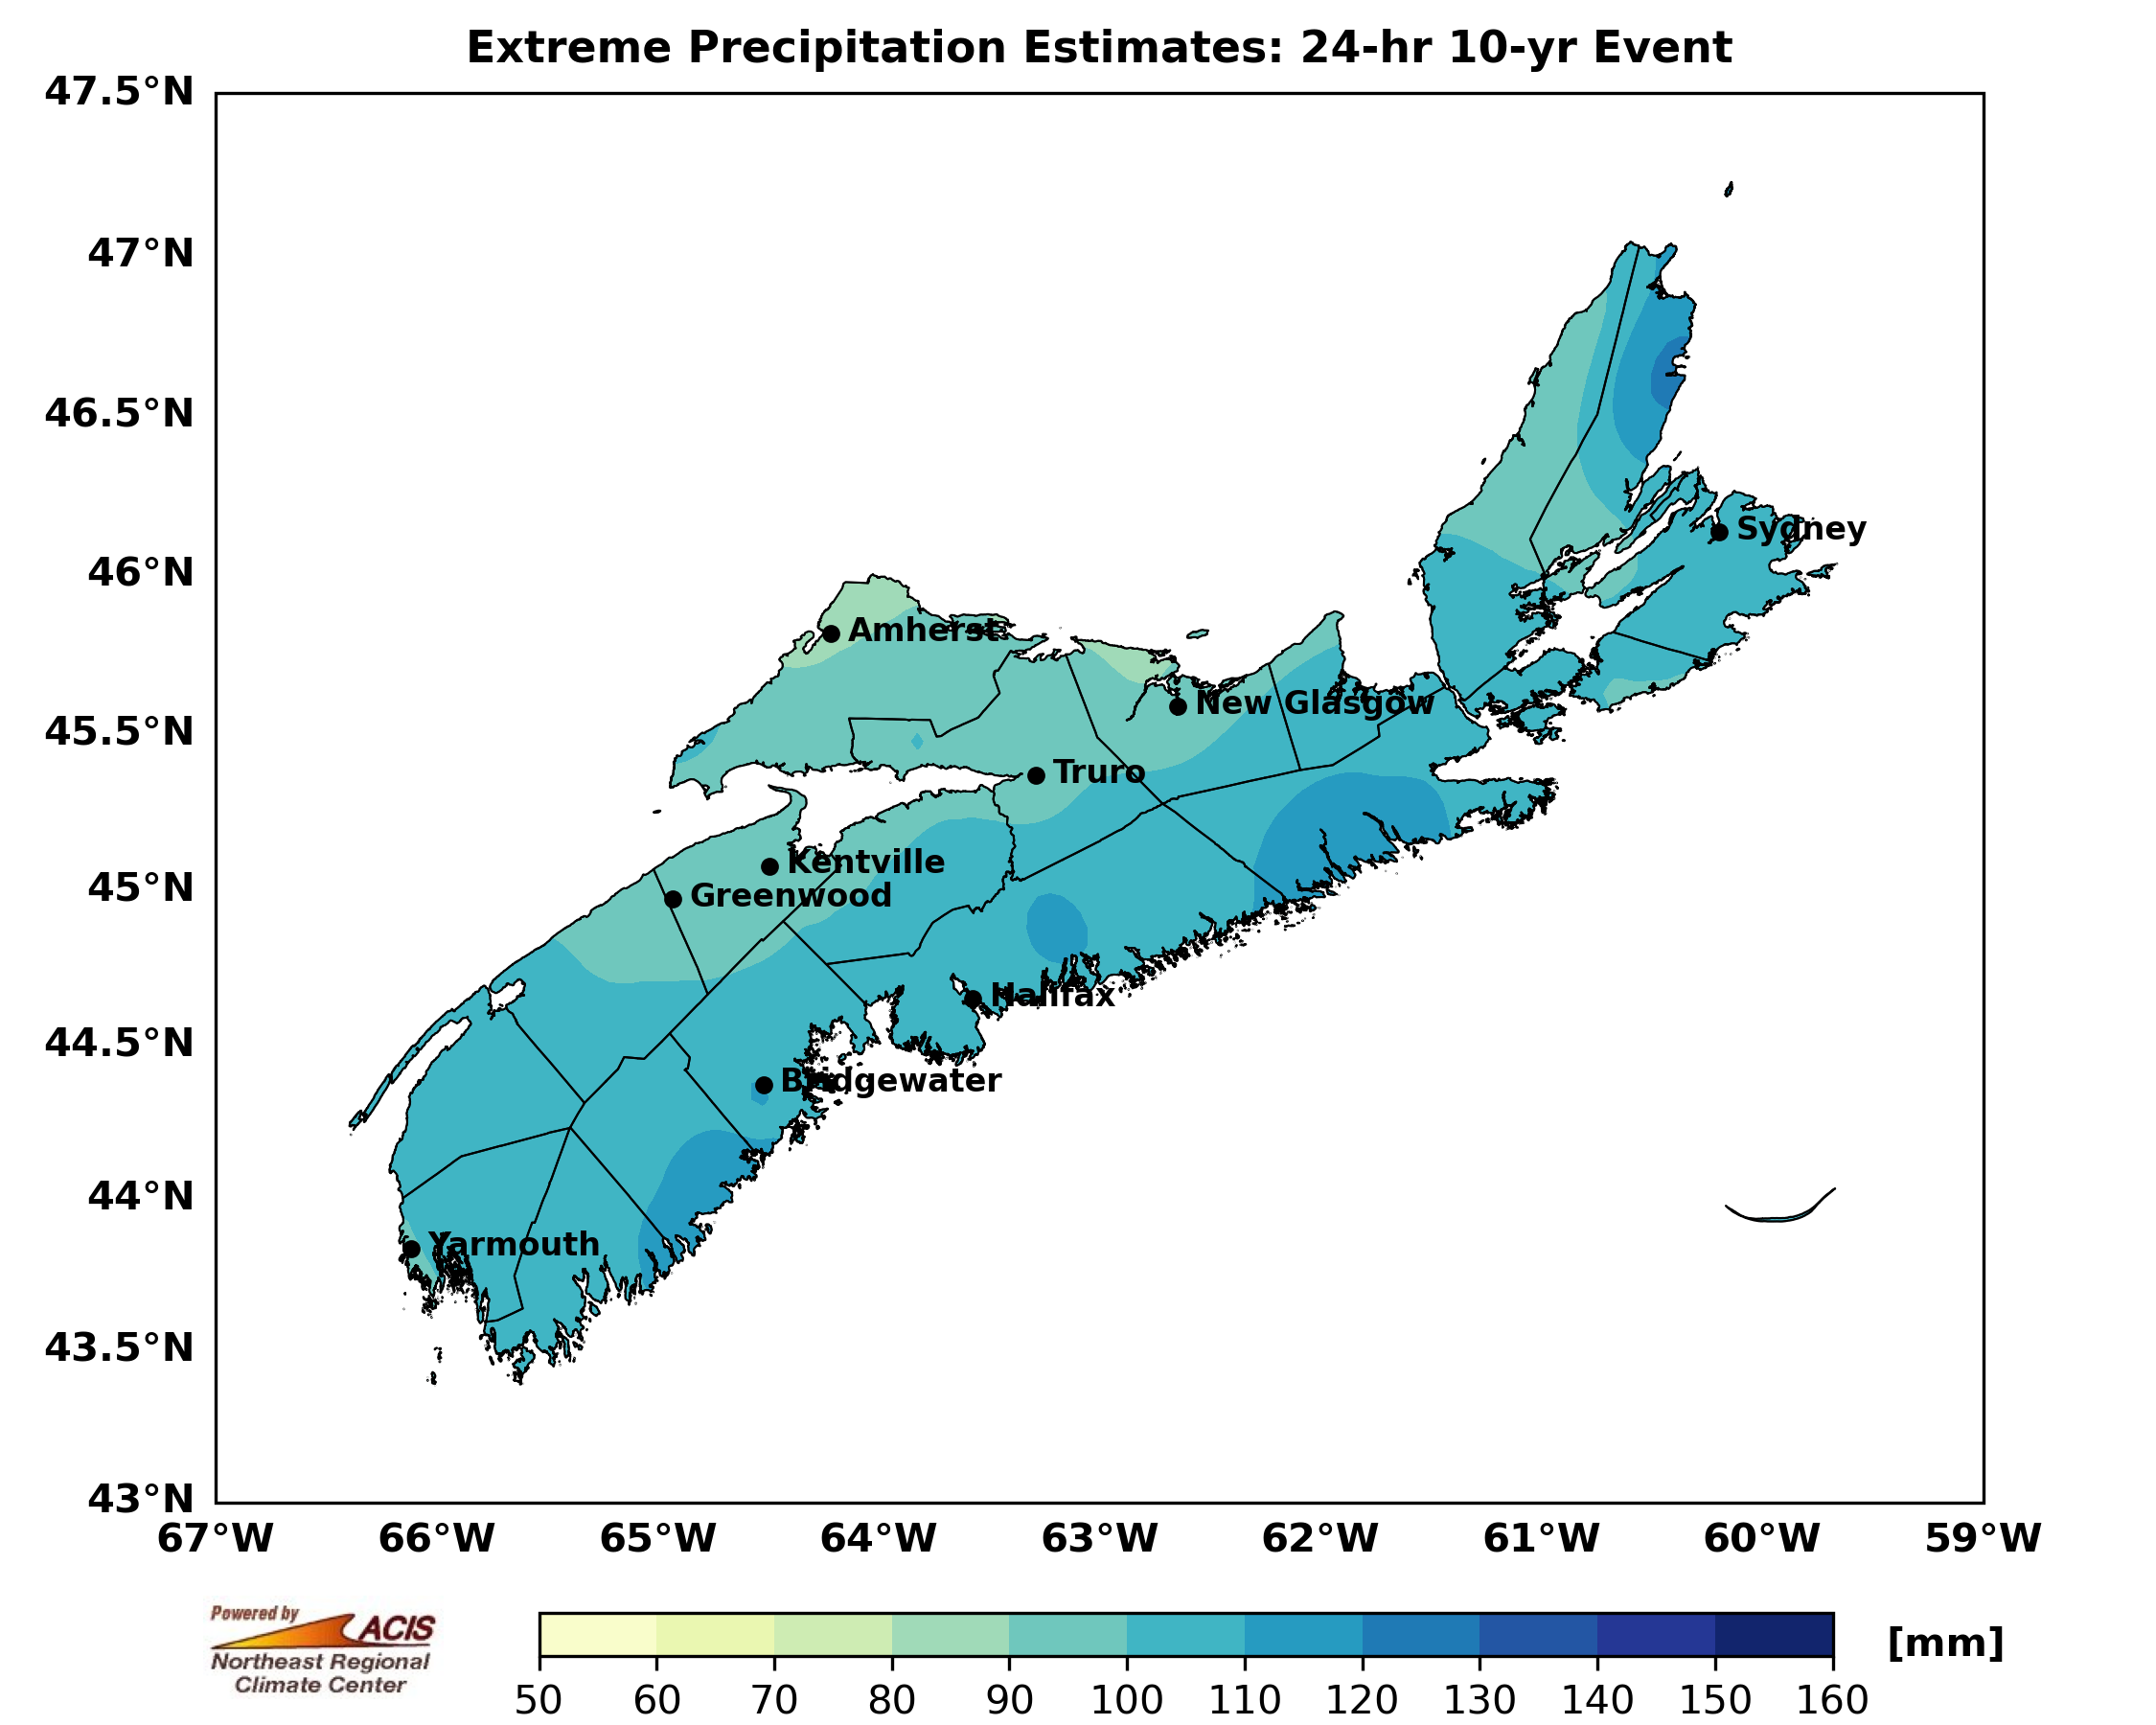 Extreme Precipitation Estimates: 24-hr 10-yr Event
47.5°N
47°N
46.5°N
46°N
45.5°N
45°N
44.5°N
44°N
43.5°N
43°N
Sydney
Amherst
New Glasgow
Truro
Kentville
Greenwood
Halifax
Bridgewater
Yarmouth
67°W 66°W 65°W 64°W 63°W 62°W 61°W 60°W 59°W
Powered by
ACIS
Northeast Regional
Climate Center
50 60 70 80 90 100 110 120 130 140 150 160
[mm]